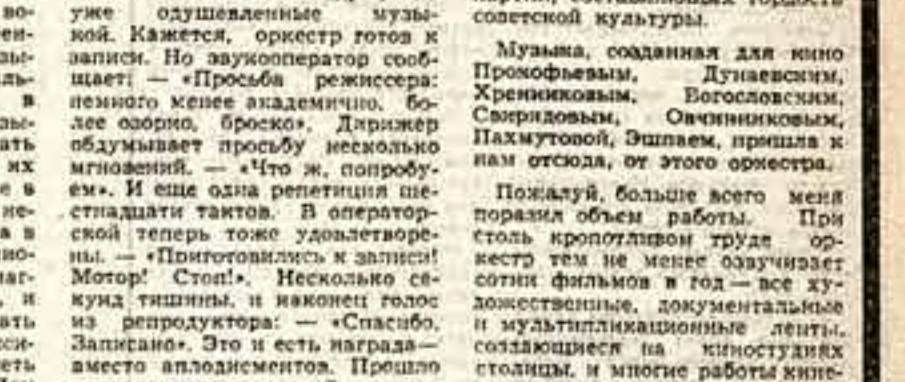 во-
уже одушевленные музы-
кой. Кажется, оркестр готов к
записи. Но звукооператор сооб-
щает: — «Просьба режиссера:
немного менее академично, бо-
лее озорно, броско». Дирижер
обдумывает просьбу несколько
мгновений. — «Что ж, попробу-
ем». И еще одна репетиция ше-
стнадцати тактов. В оператор-
ской теперь тоже удовлетворе-
ны. — «Приготовились к записи!
Мотор! Стоп!». Несколько се-
кунд тишины, и наконец голос
из репродуктора: — «Спасибо.
Записано». Это и есть награда —
вместо аплодисментов. Прошло
советской культуры.
Музыка, созданная для кино
Прокофьевым, Дунаевским,
Хренниковым, Богословским,
Свиридовым, Овчинниковым,
Пахмутовой, Эшпаем, пришла к
нам отсюда, от этого оркестра.
Пожалуй, больше всего меня
поразил объем работы. При
столь кропотливом труде ор-
кестр тем не менее озвучивает
сотни фильмов в год — все ху-
дожественные, документальные
и мультипликационные ленты,
создающиеся на киностудиях
столицы, и многие работы кине-